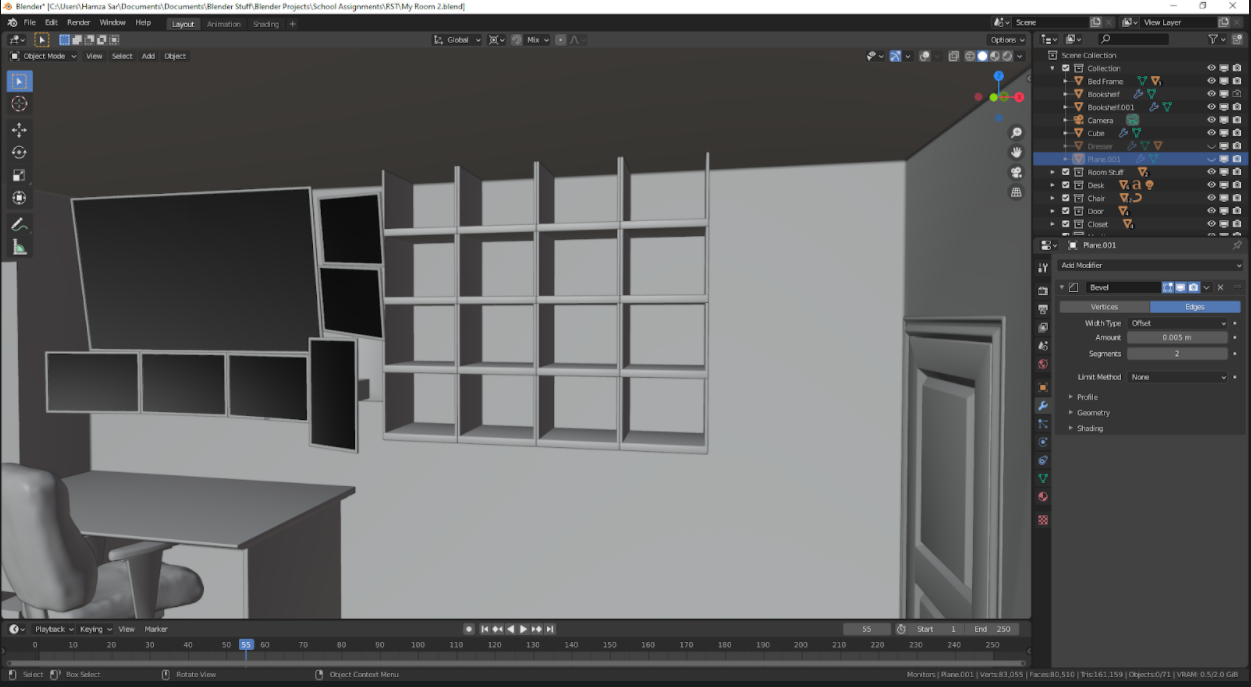 Blender* [C:\Users\Hamza Sar\Documents\Documents\Blender Stuff\Blender Projects\School Assignments\RST\My Room 2.blend]
File Edit Render Window Help Layout Animation Shading + Scene View Layer
Global Mix Options
Object Mode View Select Add Object
Scene Collection
Collection
Bed Frame
Bookshelf
Bookshelf.001
Camera
Cube
Dresser
Plane.001
Room Stuff
Desk
Chair
Door
Closet
Plane.001
Add Modifier
Bevel
Vertices Edges
Width Type Offset
Amount 0.005 m
Segments 2
Limit Method None
Profile
Geometry
Shading
Playback Keying View Marker 55 Start 1 End 250
0 10 20 30 40 50 55 60 70 80 90 100 110 120 130 140 150 160 170 180 190 200 210 220 230 240 250
Select Box Select Rotate View Object Context Menu Monitors | Plane.001 | Verts:83,055 | Faces:80,510 | Tris:161,159 | Objects:0/71 | VRAM: 0.5/2.0 GiB